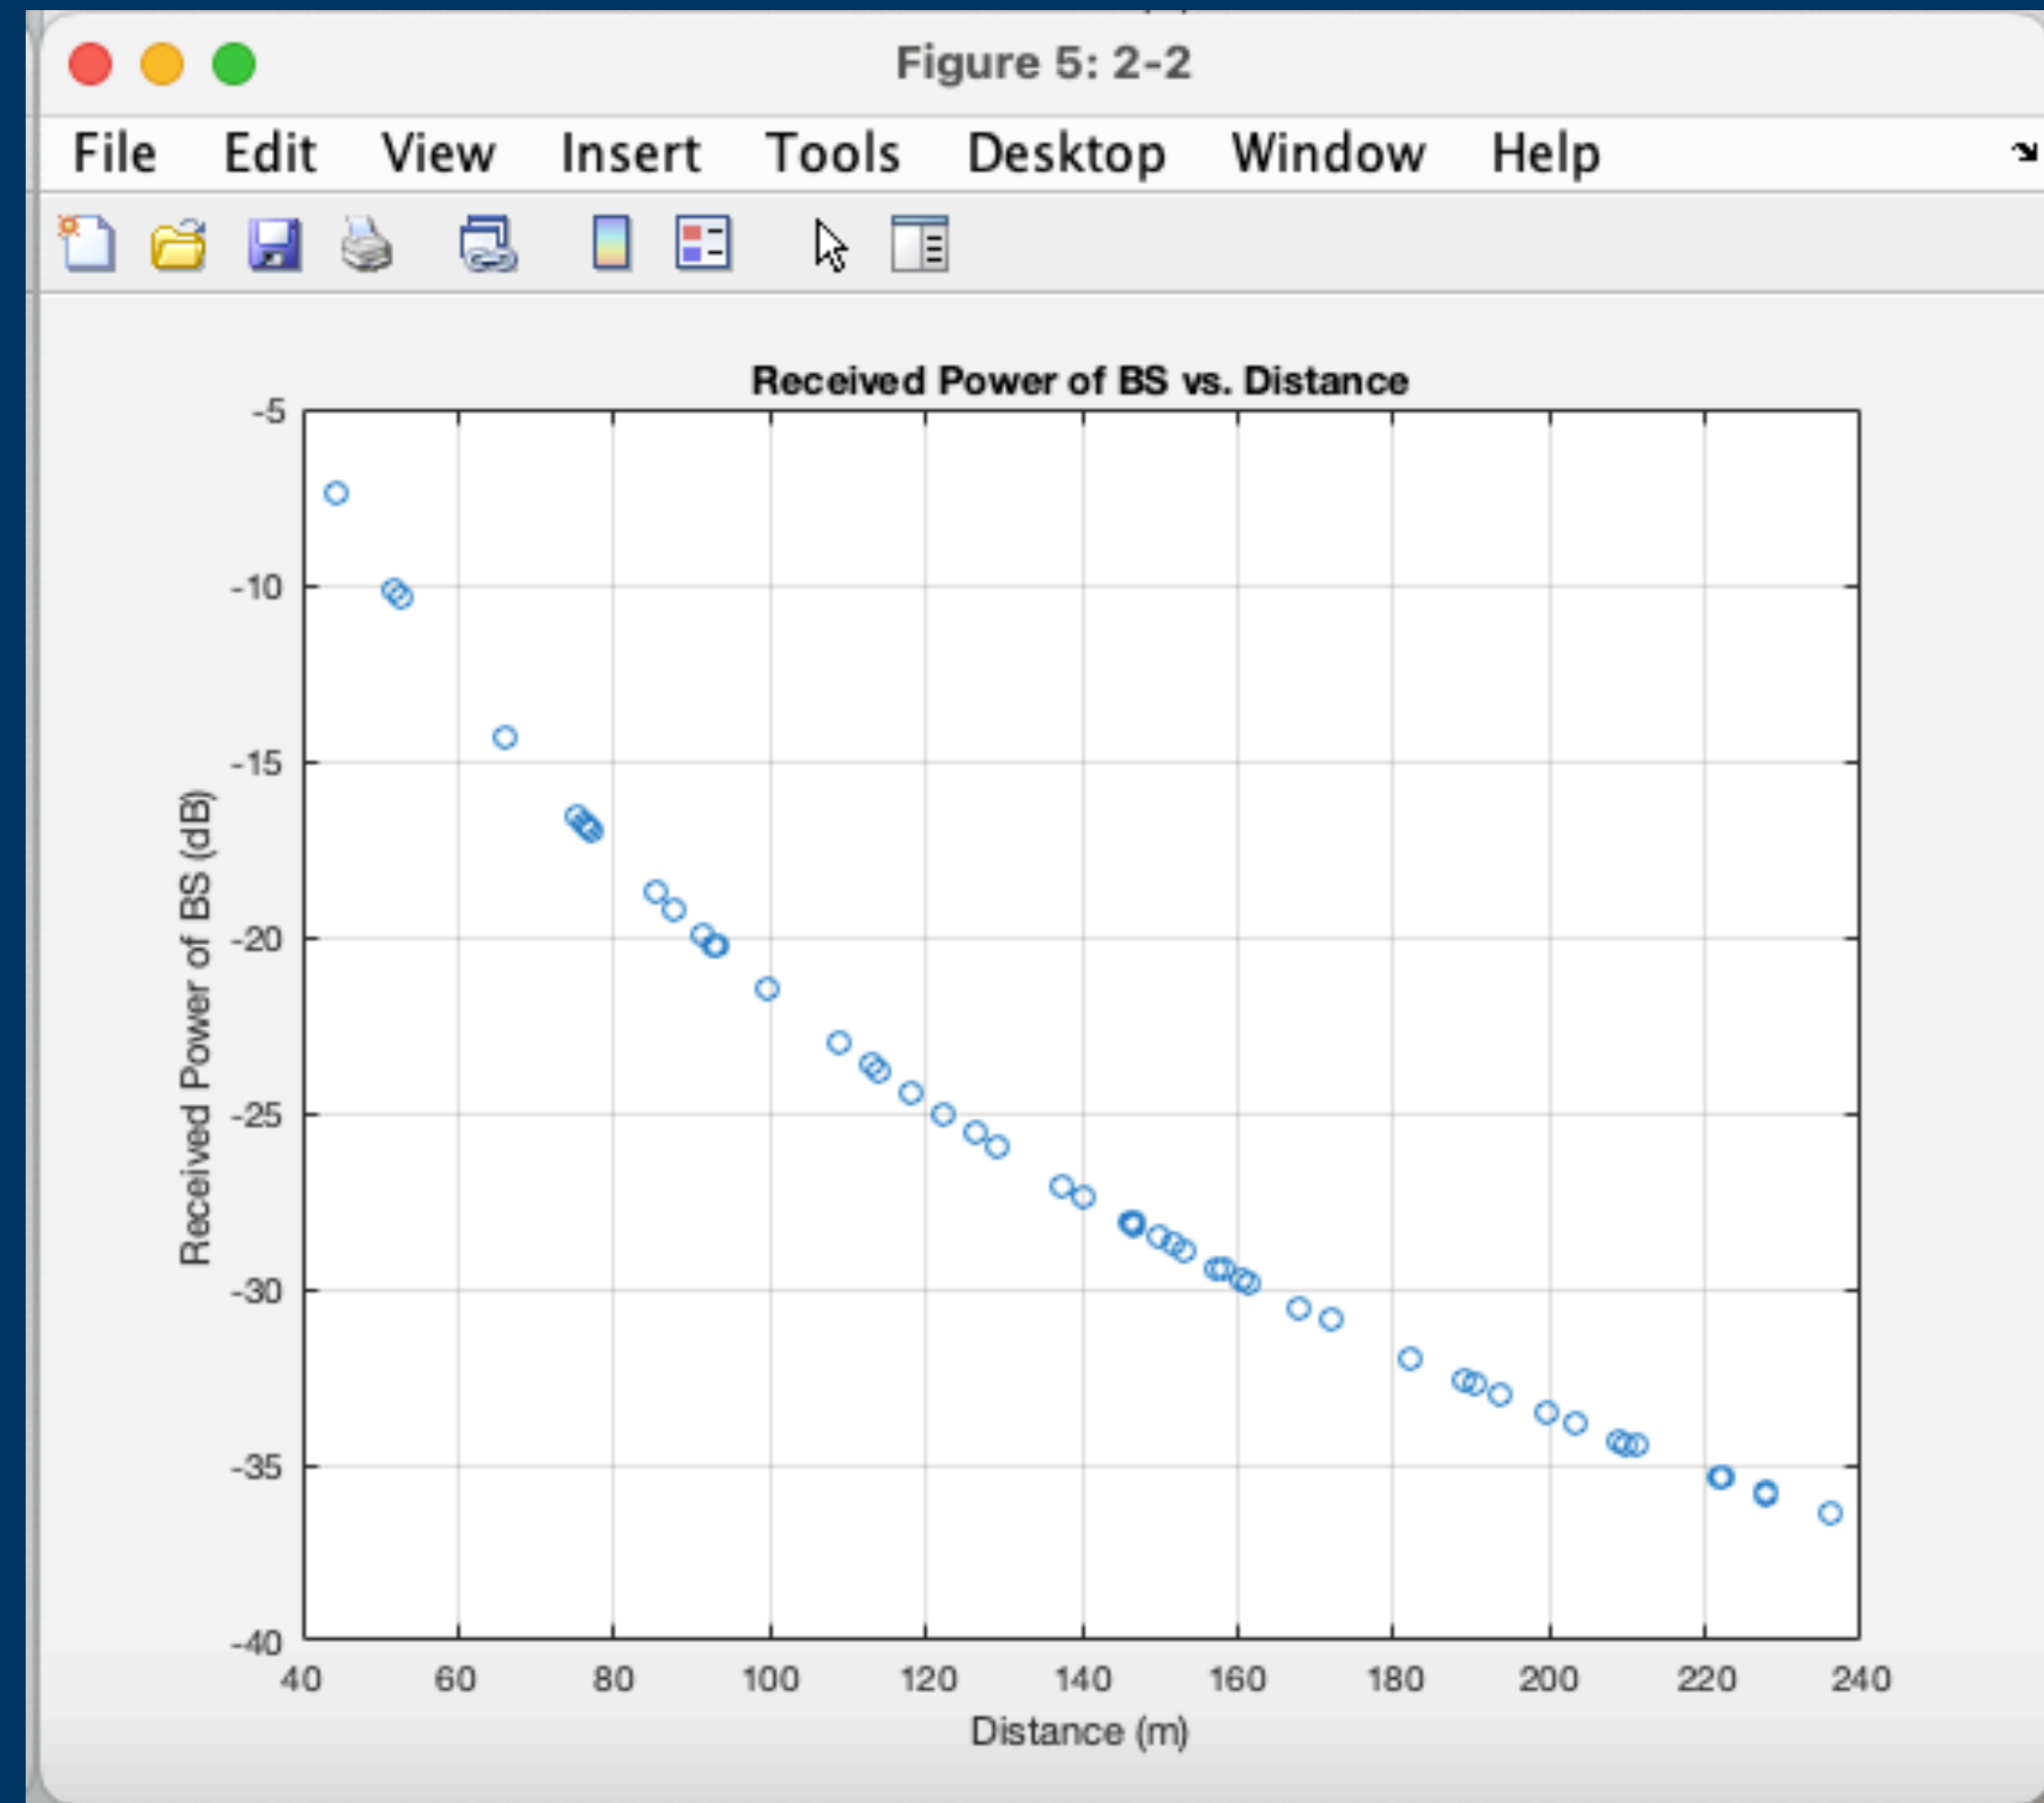 Figure 5: 2-2
File Edit View Insert Tools Desktop Window Help
Received Power of BS vs. Distance
-5
-10
-15
-20
-25
-30
-35
-40
Received Power of BS (dB)
40 60 80 100 120 140 160 180 200 220 240
Distance (m)